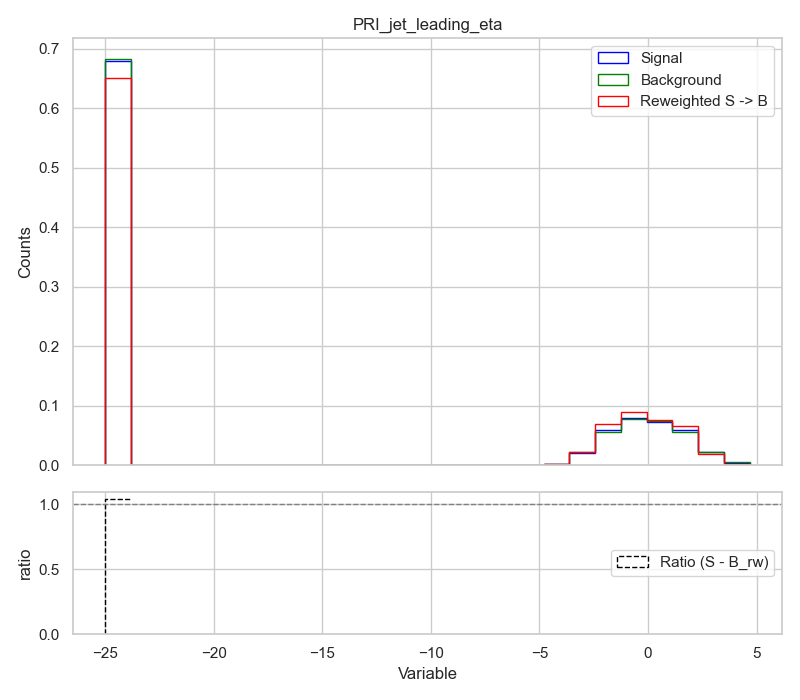 PRI_jet_leading_eta
0.7
0.6
0.5
0.4
0.3
0.2
0.1
0.0
Counts
Signal
Background
Reweighted S -> B
1.0
0.5
0.0
ratio
Ratio (S - B_rw)
−25
−20
−15
−10
−5
0
5
Variable